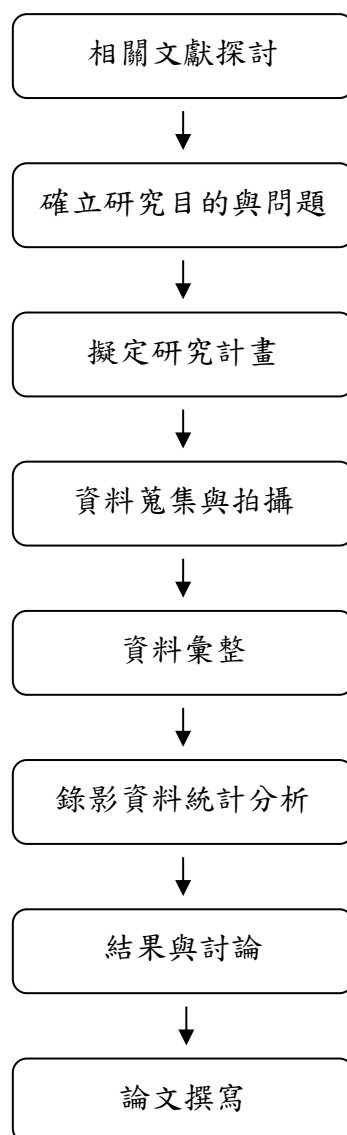 相關文獻探討
確立研究目的與問題
擬定研究計畫
資料蒐集與拍攝
資料彙整
錄影資料統計分析
結果與討論
論文撰寫